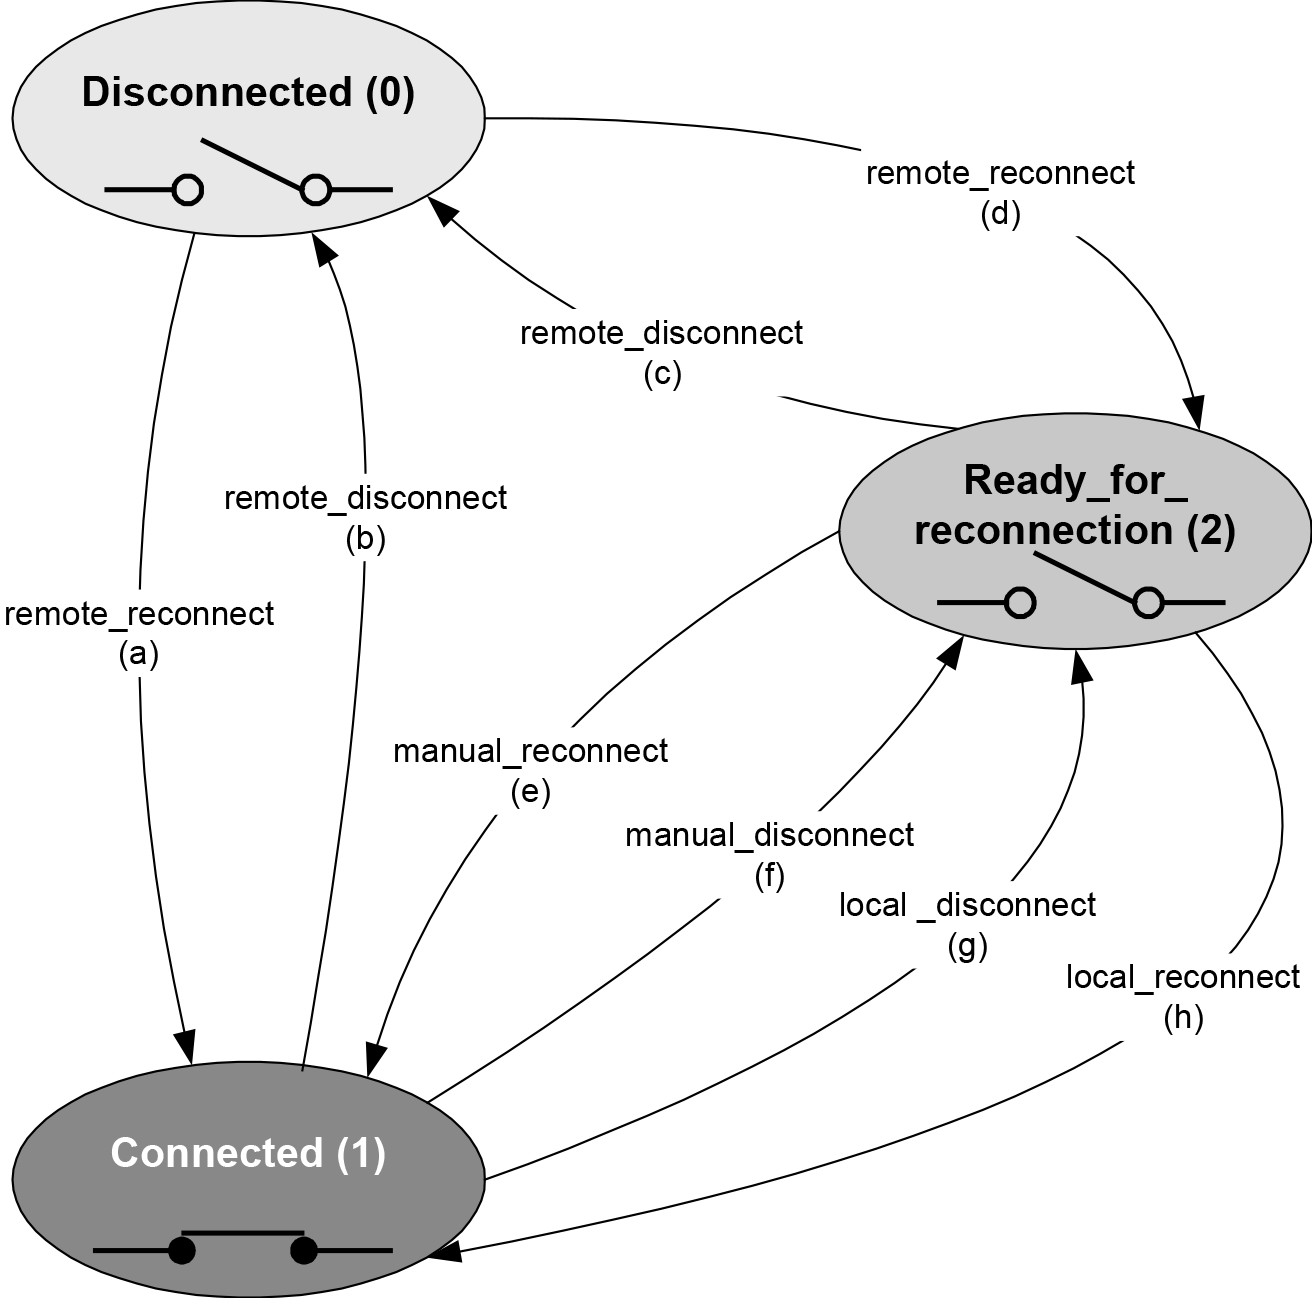 Disconnected (0)
remote_reconnect
(d)
remote_disconnect
(c)
Ready_for_
reconnection (2)
remote_disconnect
(b)
remote_reconnect
(a)
manual_reconnect
(e)
manual_disconnect
(f)
local _disconnect
(g)
local_reconnect
(h)
Connected (1)